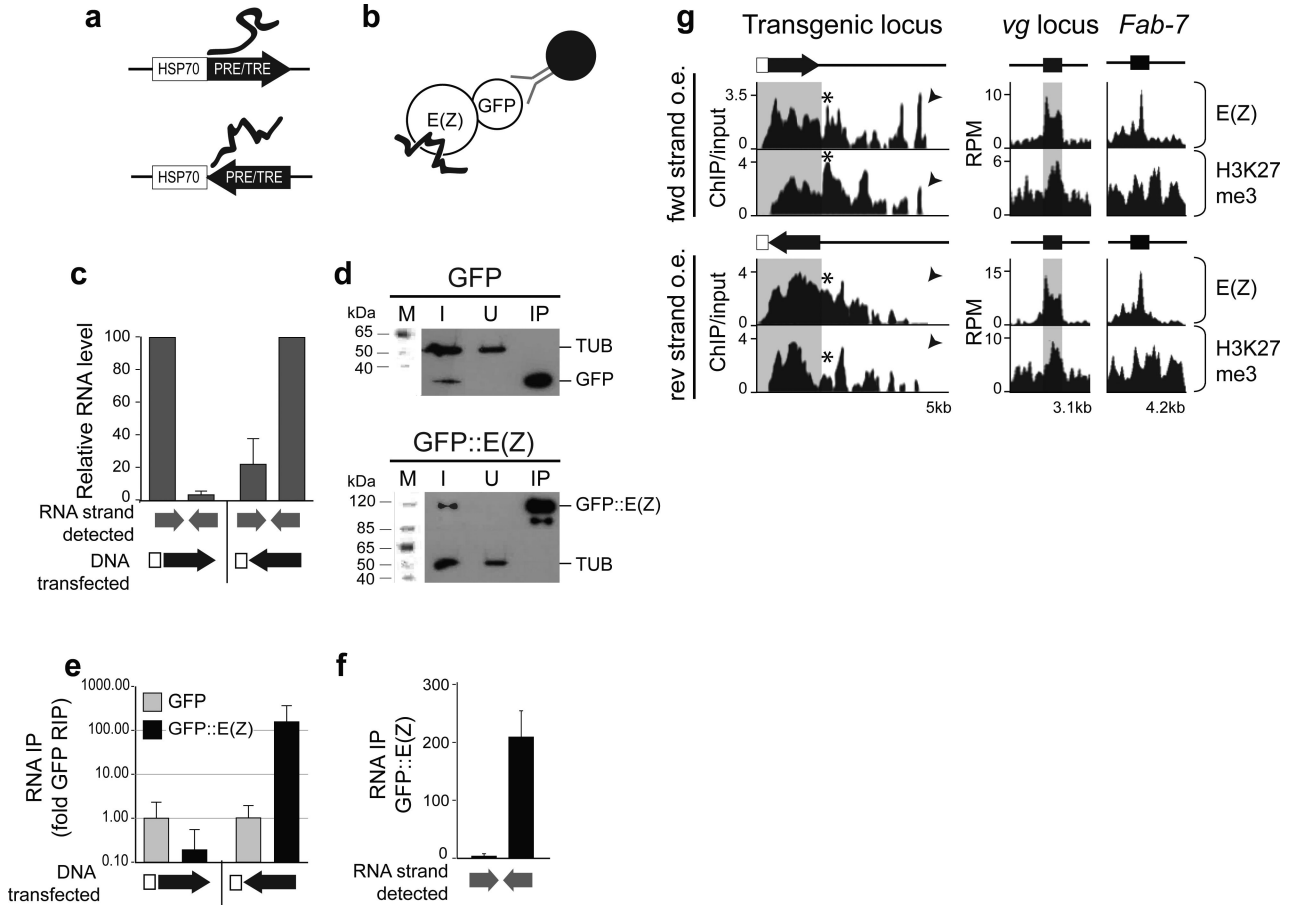 a
HSP70 PRE/TRE
HSP70 PRE/TRE
b
E(Z)
GFP
c
Relative RNA level
100
80
60
40
20
0
RNA strand
detected
DNA
transfected
d
GFP
kDa M I U IP
65
50
40
TUB
GFP
GFP::E(Z)
kDa M I U IP
120
85
65
50
40
GFP::E(Z)
TUB
e
RNA IP
(fold GFP RIP)
1000.00
100.00
10.00
1.00
0.10
GFP
GFP::E(Z)
DNA
transfected
f
RNA IP
GFP::E(Z)
300
200
100
0
RNA strand
detected
g
Transgenic locus vg locus Fab-7
fwd strand o.e.
ChIP/input
3.5
0
*
4
0
*
RPM
10
0
6
0
E(Z)
H3K27
me3
rev strand o.e.
ChIP/input
4
0
*
4
0
*
RPM
15
0
10
0
E(Z)
H3K27
me3
5kb 3.1kb 4.2kb